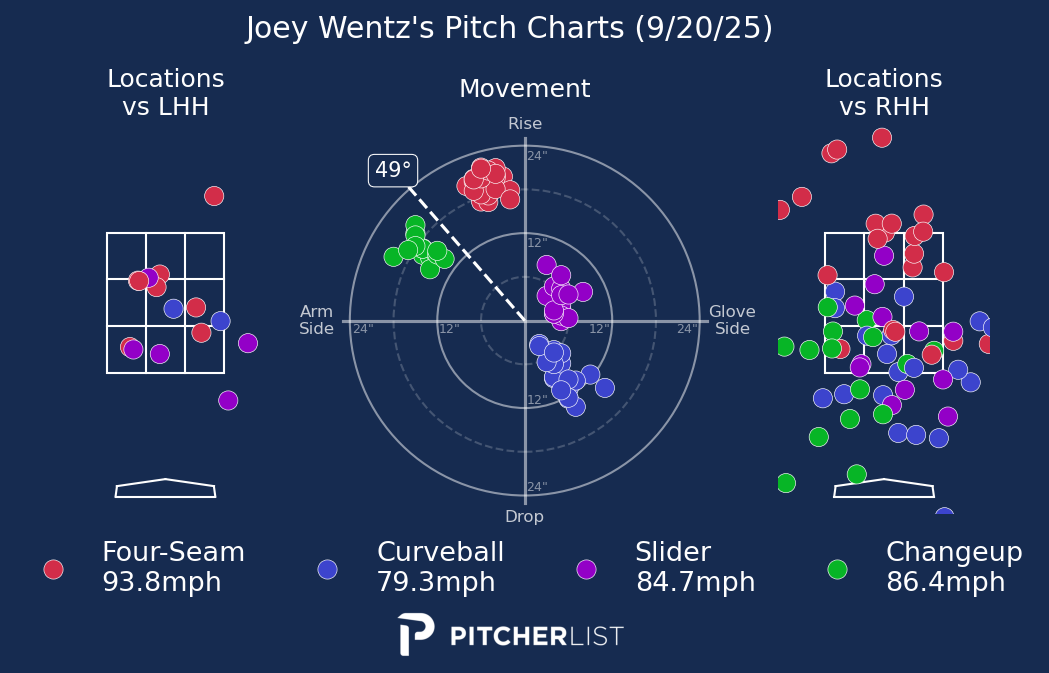 Joey Wentz's Pitch Charts (9/20/25)
Locations
vs LHH
Movement
Locations
vs RHH
Rise
24"
49°
12"
Arm
Side
24"
12"
12"
24"
Glove
Side
12"
24"
Drop
Four-Seam
93.8mph
Curveball
79.3mph
Slider
84.7mph
Changeup
86.4mph
PITCHERLIST